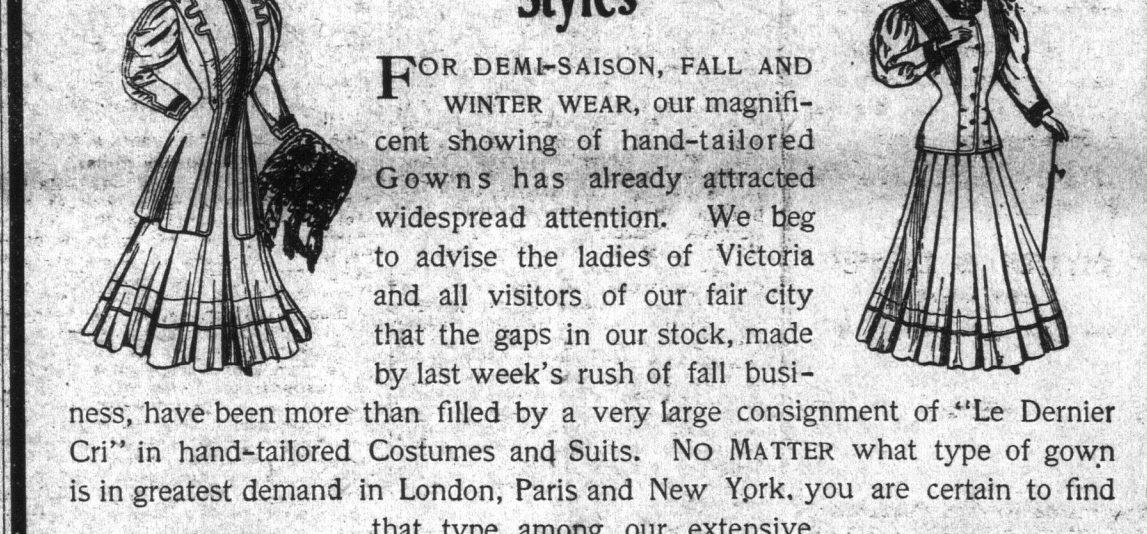 Styles
FOR DEMI-SAISON, FALL AND
WINTER WEAR, our magnifi-
cent showing of hand-tailored
Gowns has already attracted
widespread attention. We beg
to advise the ladies of Victoria
and all visitors of our fair city
that the gaps in our stock, made
by last week's rush of fall busi-
ness, have been more than filled by a very large consignment of "Le Dernier
Cri" in hand-tailored Costumes and Suits. NO MATTER what type of gown
is in greatest demand in London, Paris and New York, you are certain to find
that type among our extensive